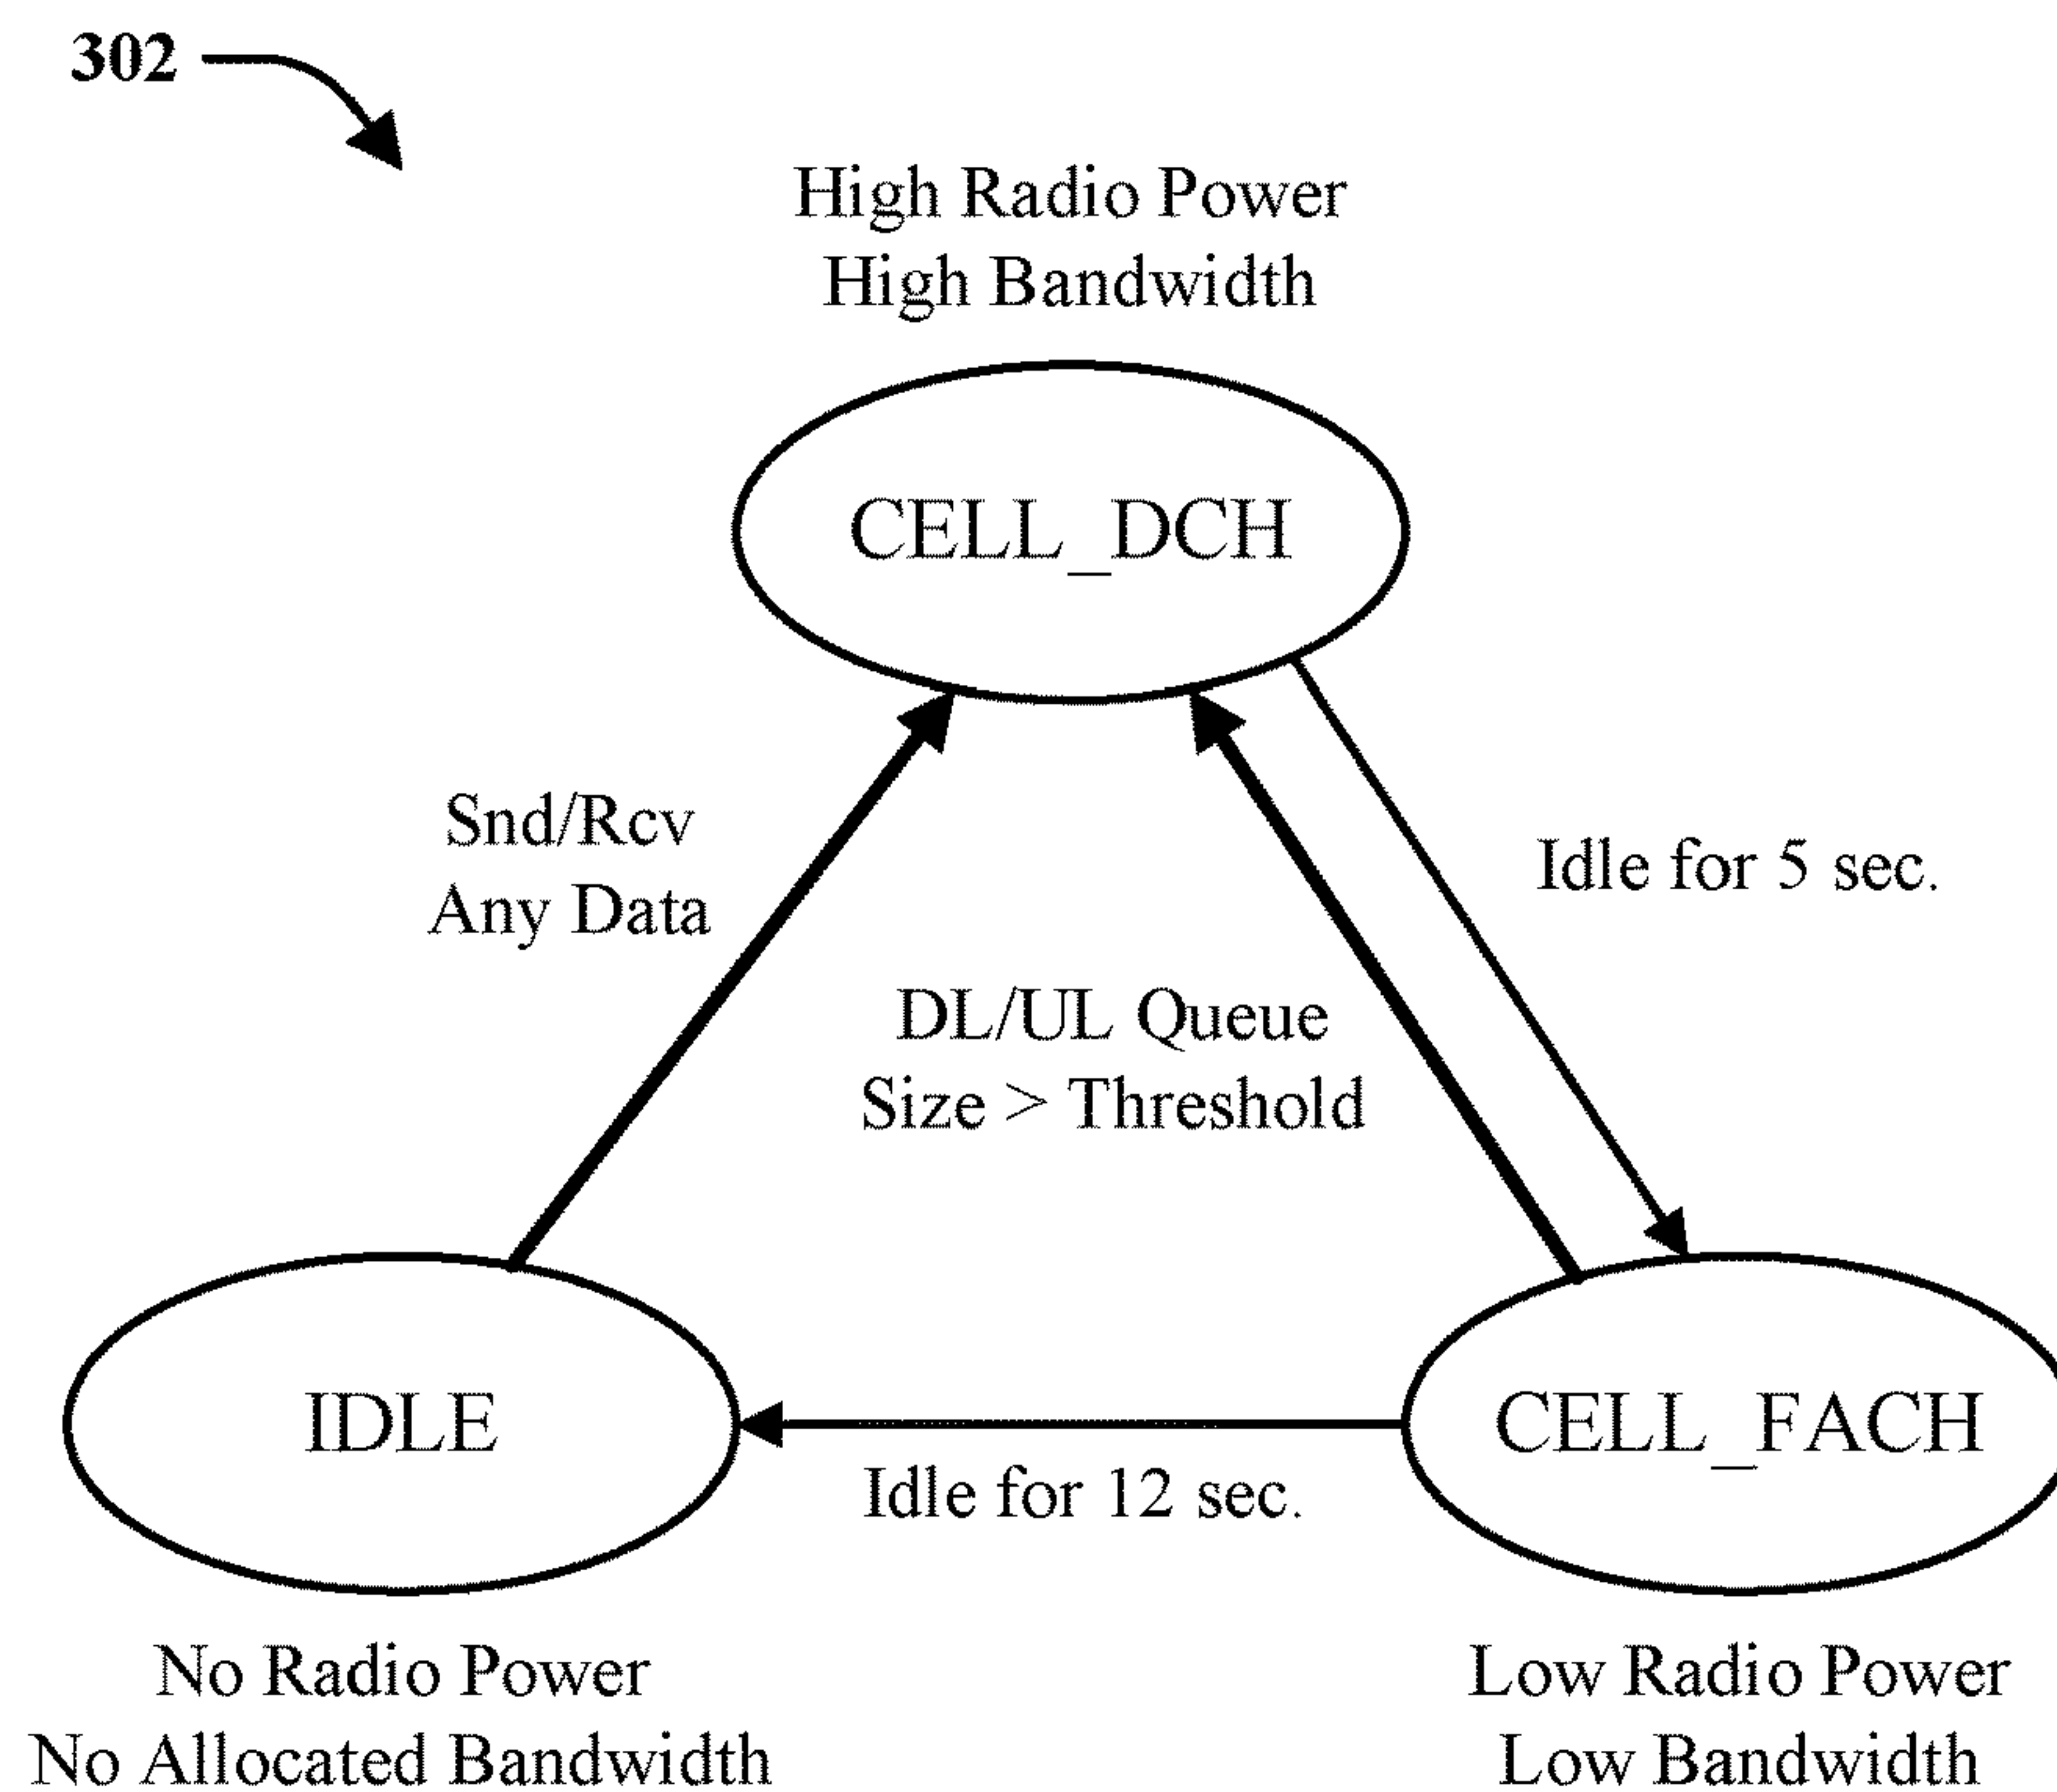 302
High Radio Power
High Bandwidth
CELL_DCH
Snd/Rcv
Any Data
Idle for 5 sec.
DL/UL Queue
Size > Threshold
IDLE
CELL_FACH
Idle for 12 sec.
No Radio Power
No Allocated Bandwidth
Low Radio Power
Low Bandwidth